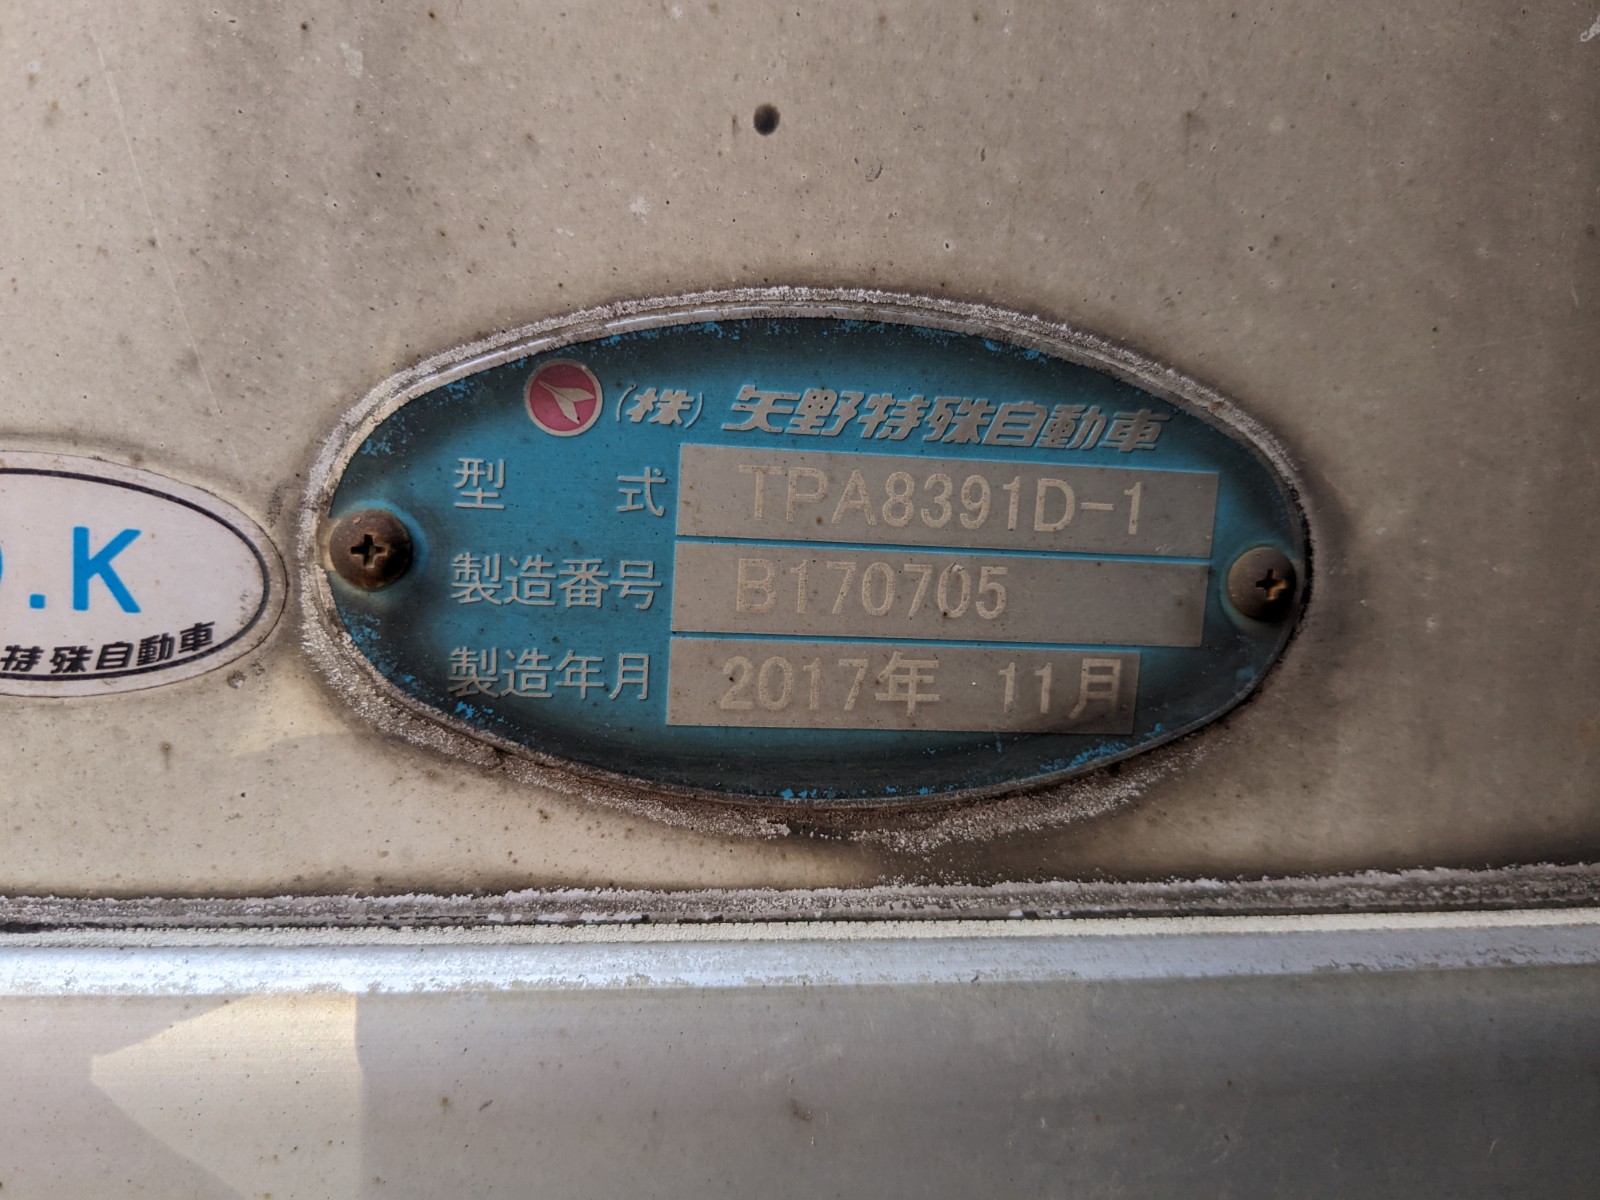 (株) 矢野特殊自動車
型 式 TPA8391D-1
製造番号 B170705
製造年月 2017年 11月
.K
特殊自動車